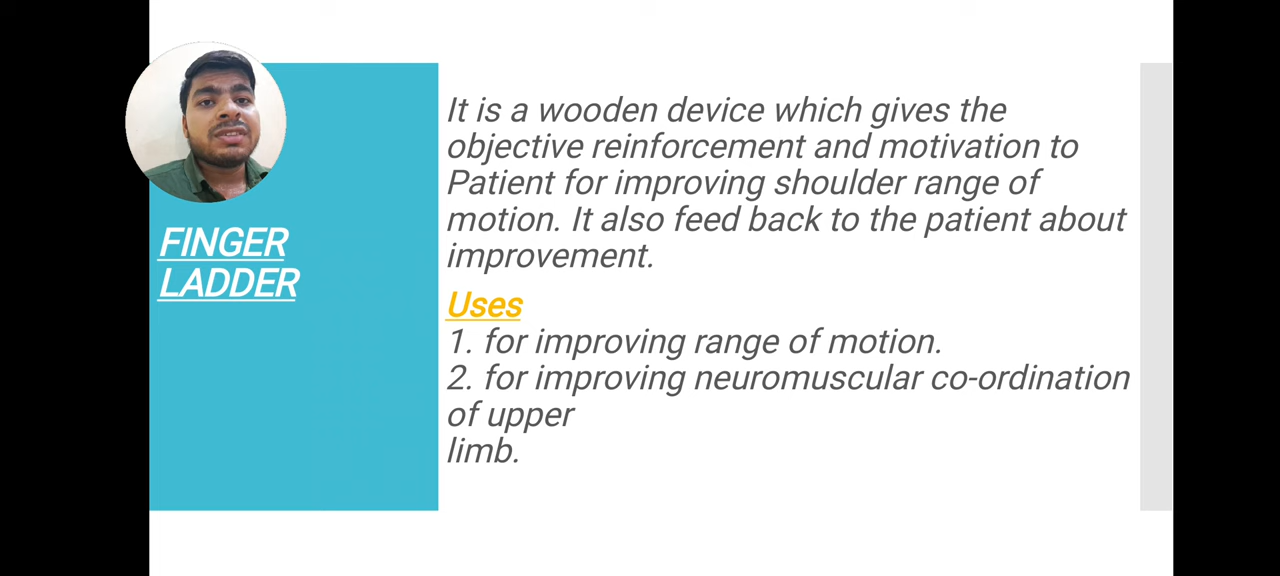 FINGER
LADDER
It is a wooden device which gives the
objective reinforcement and motivation to
Patient for improving shoulder range of
motion. It also feed back to the patient about
improvement.
Uses
1. for improving range of motion.
2. for improving neuromuscular co-ordination
of upper
limb.